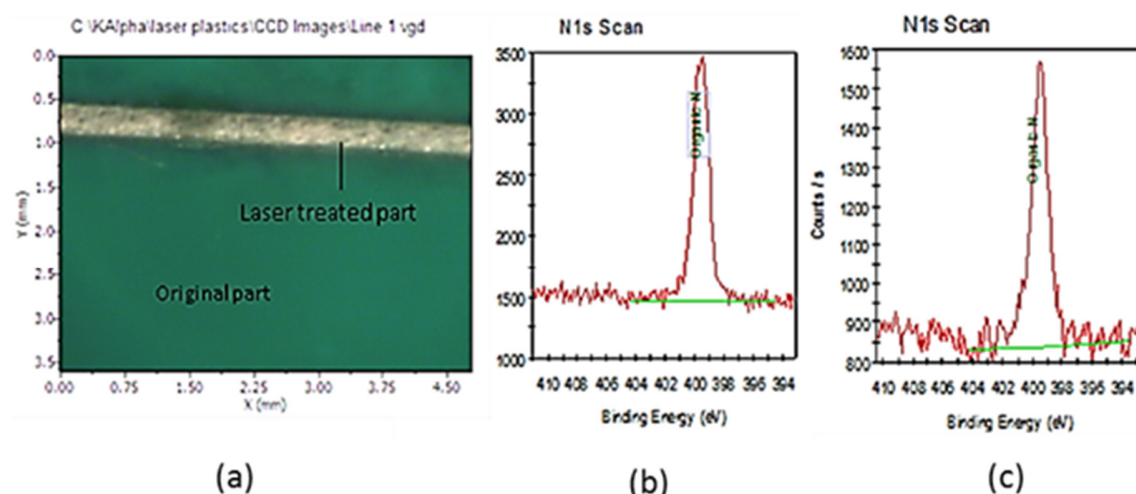 C:\KAlpha\laser plastics\CCD Images\Line 1.vgd
0.0
0.5
1.0
1.5
2.0
2.5
3.0
3.5
Y (mm)
Laser treated part
Original part
0.00 0.75 1.50 2.25 3.00 3.75 4.50
X (mm)
(a)
N1s Scan
3500
3000
2500
2000
1500
1000
Organic N
410 408 406 404 402 400 398 396 394
Binding Energy (eV)
(b)
N1s Scan
1600
1500
1400
1300
1200
1100
1000
900
800
Counts / s
Organic N
410 408 406 404 402 400 398 396 394
Binding Energy (eV)
(c)